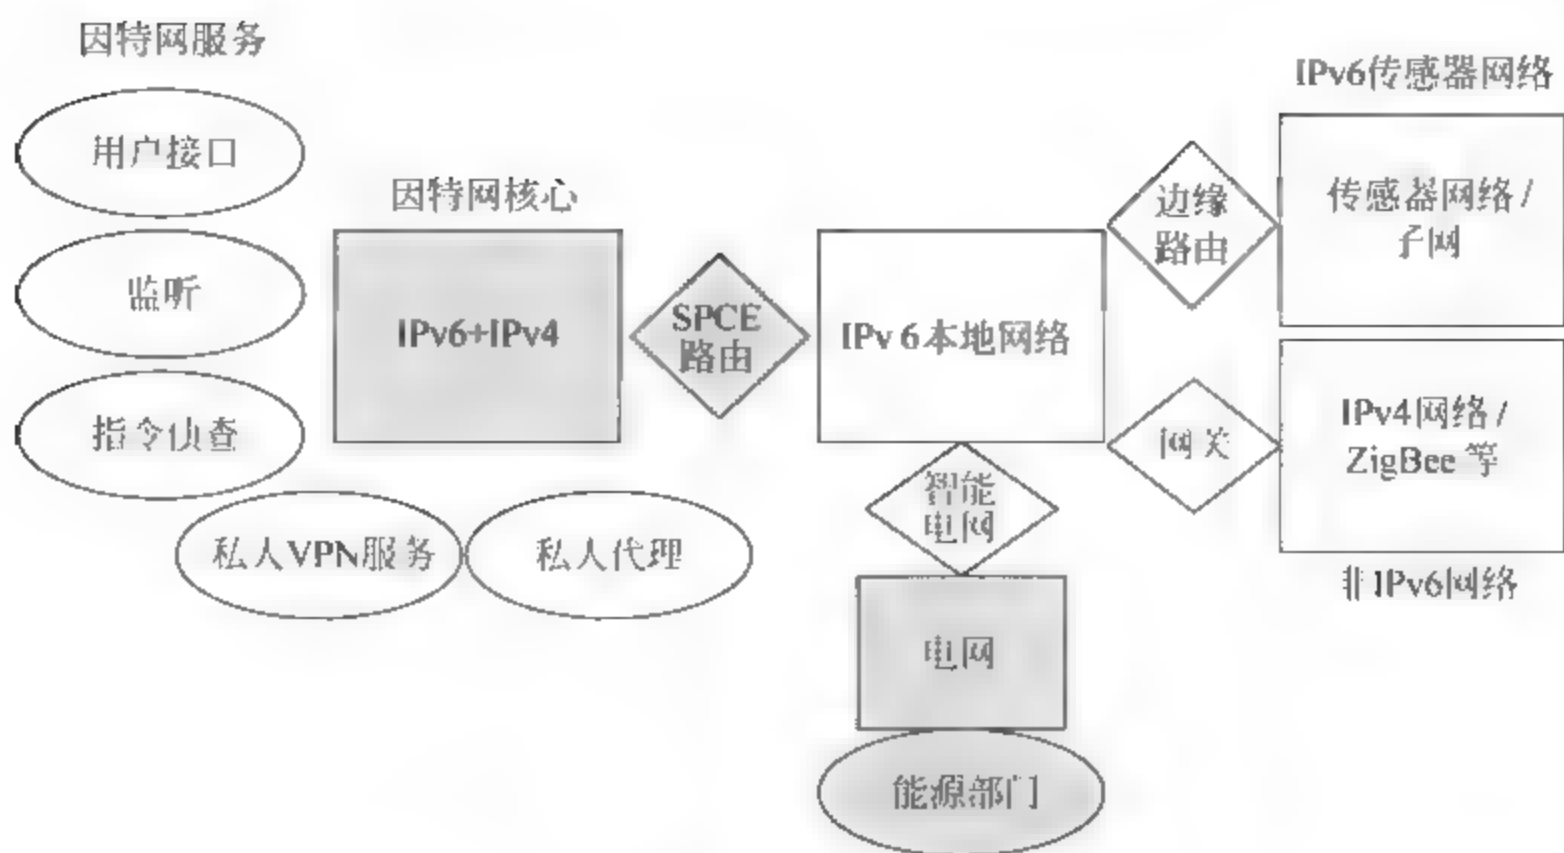 因特网服务
用户接口
监听
指令侦查
私人VPN服务
私人代理
因特网核心
IPv6+IPv4
SPCE
路由
IPv6本地网络
边缘
路由
网关
智能
电网
电网
能源部门
IPv6传感器网络
传感器网络/
子网
IPv4网络/
ZigBee等
非IPv6网络